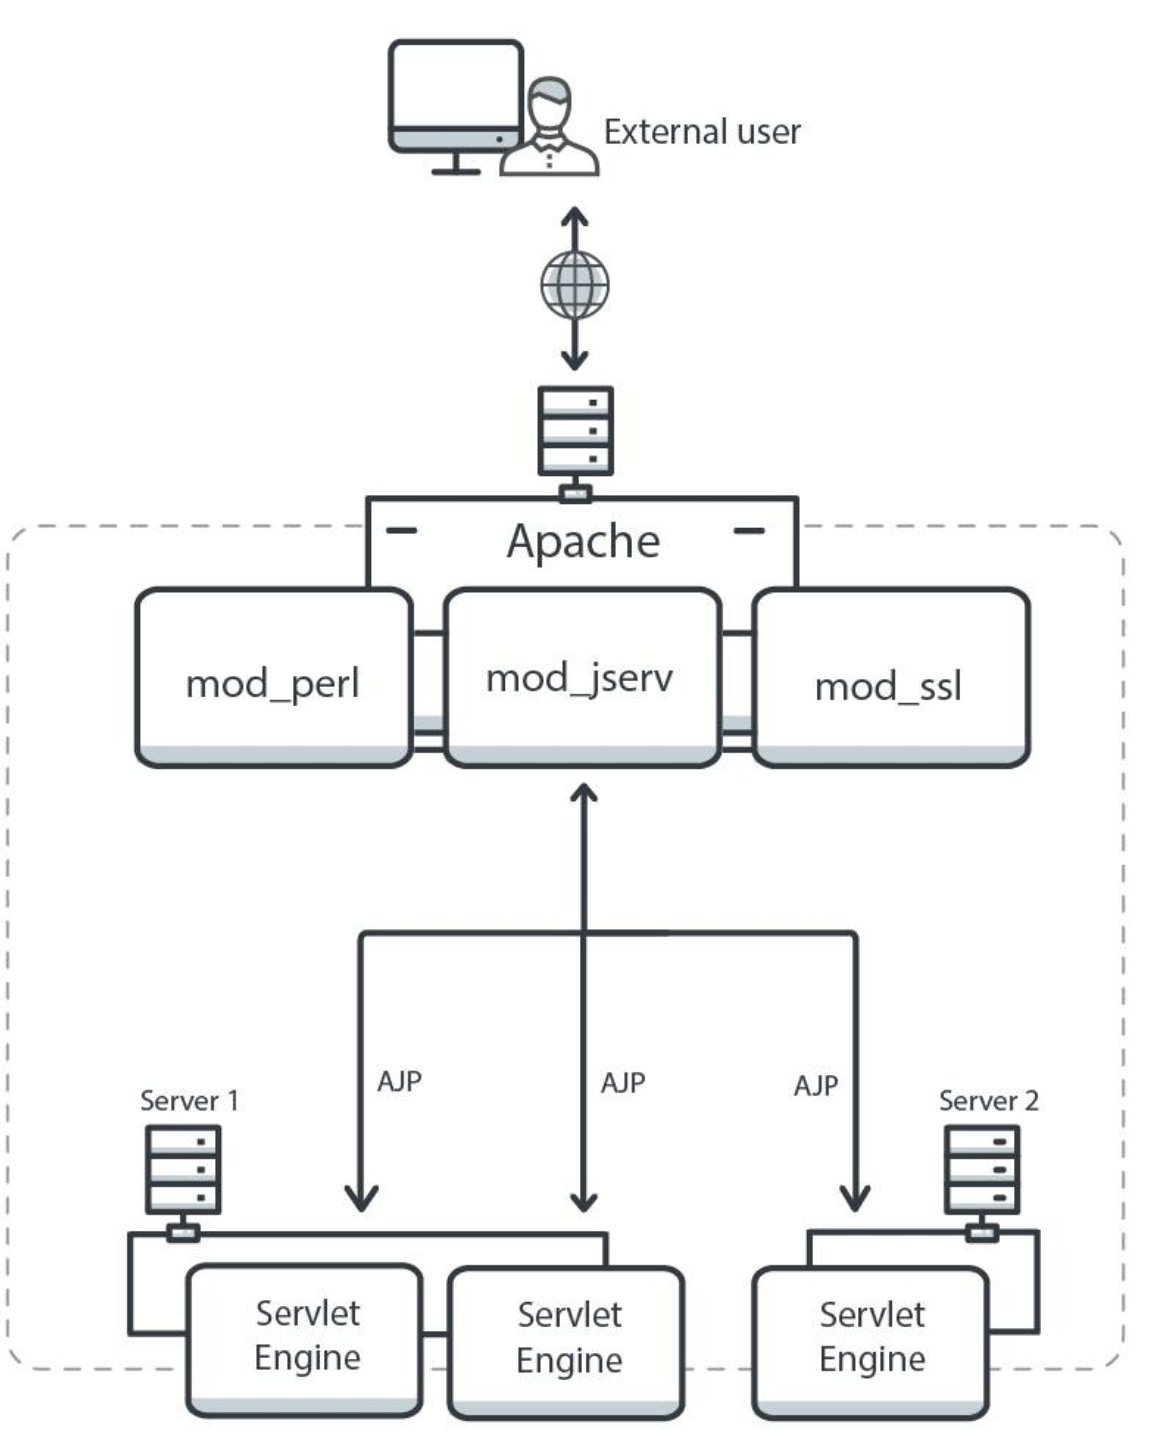 External user
Apache
mod_perl
mod_jserv
mod_ssl
AJP
AJP
AJP
Server 1
Server 2
Servlet
Engine
Servlet
Engine
Servlet
Engine